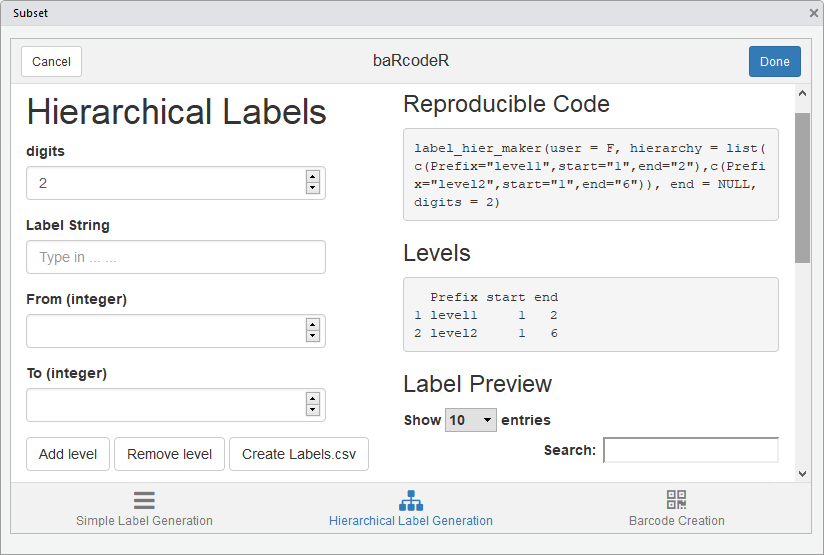 Subset
Cancel
baRcodeR
Done
Hierarchical Labels
digits
2
Label String
Type in ... ...
From (integer)
To (integer)
Add level
Remove level
Create Labels.csv
Reproducible Code
label_hier_maker(user = F, hierarchy = list(
c(Prefix="level1",start="1",end="2"),c(Prefi
x="level2",start="1",end="6")), end = NULL,
digits = 2)
Levels
Prefix start end
1 level1 1 2
2 level2 1 6
Label Preview
Show 10 entries
Search:
Simple Label Generation
Hierarchical Label Generation
Barcode Creation